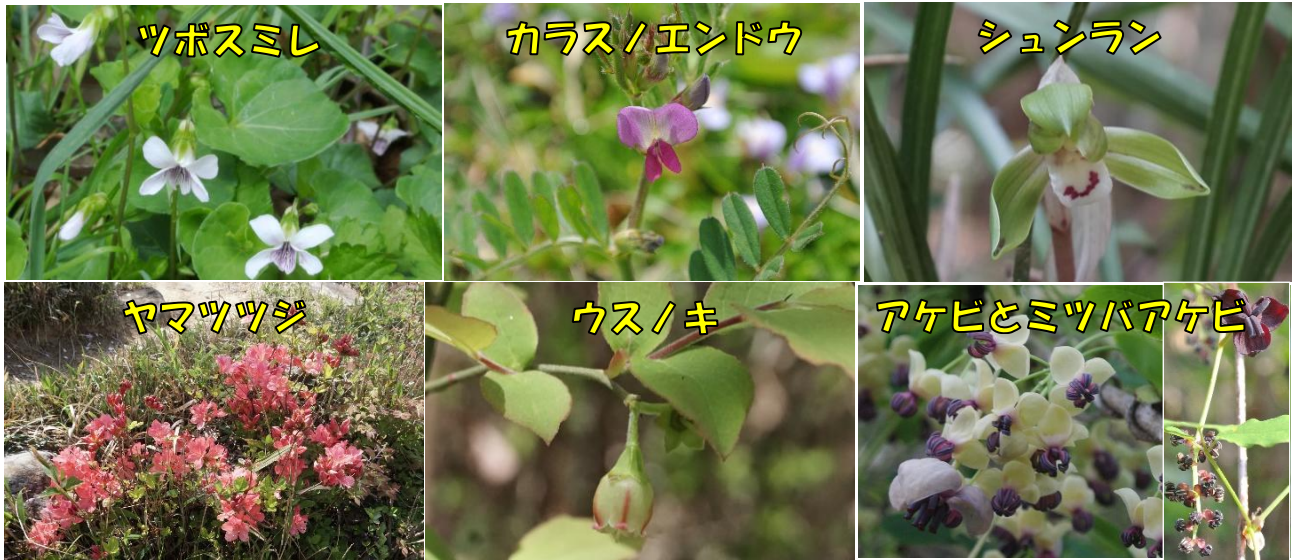 ツボスミレ
カラスノエンドウ
シュンラン
ヤマツツジ
ウスノキ
アケビとミツバアケビ